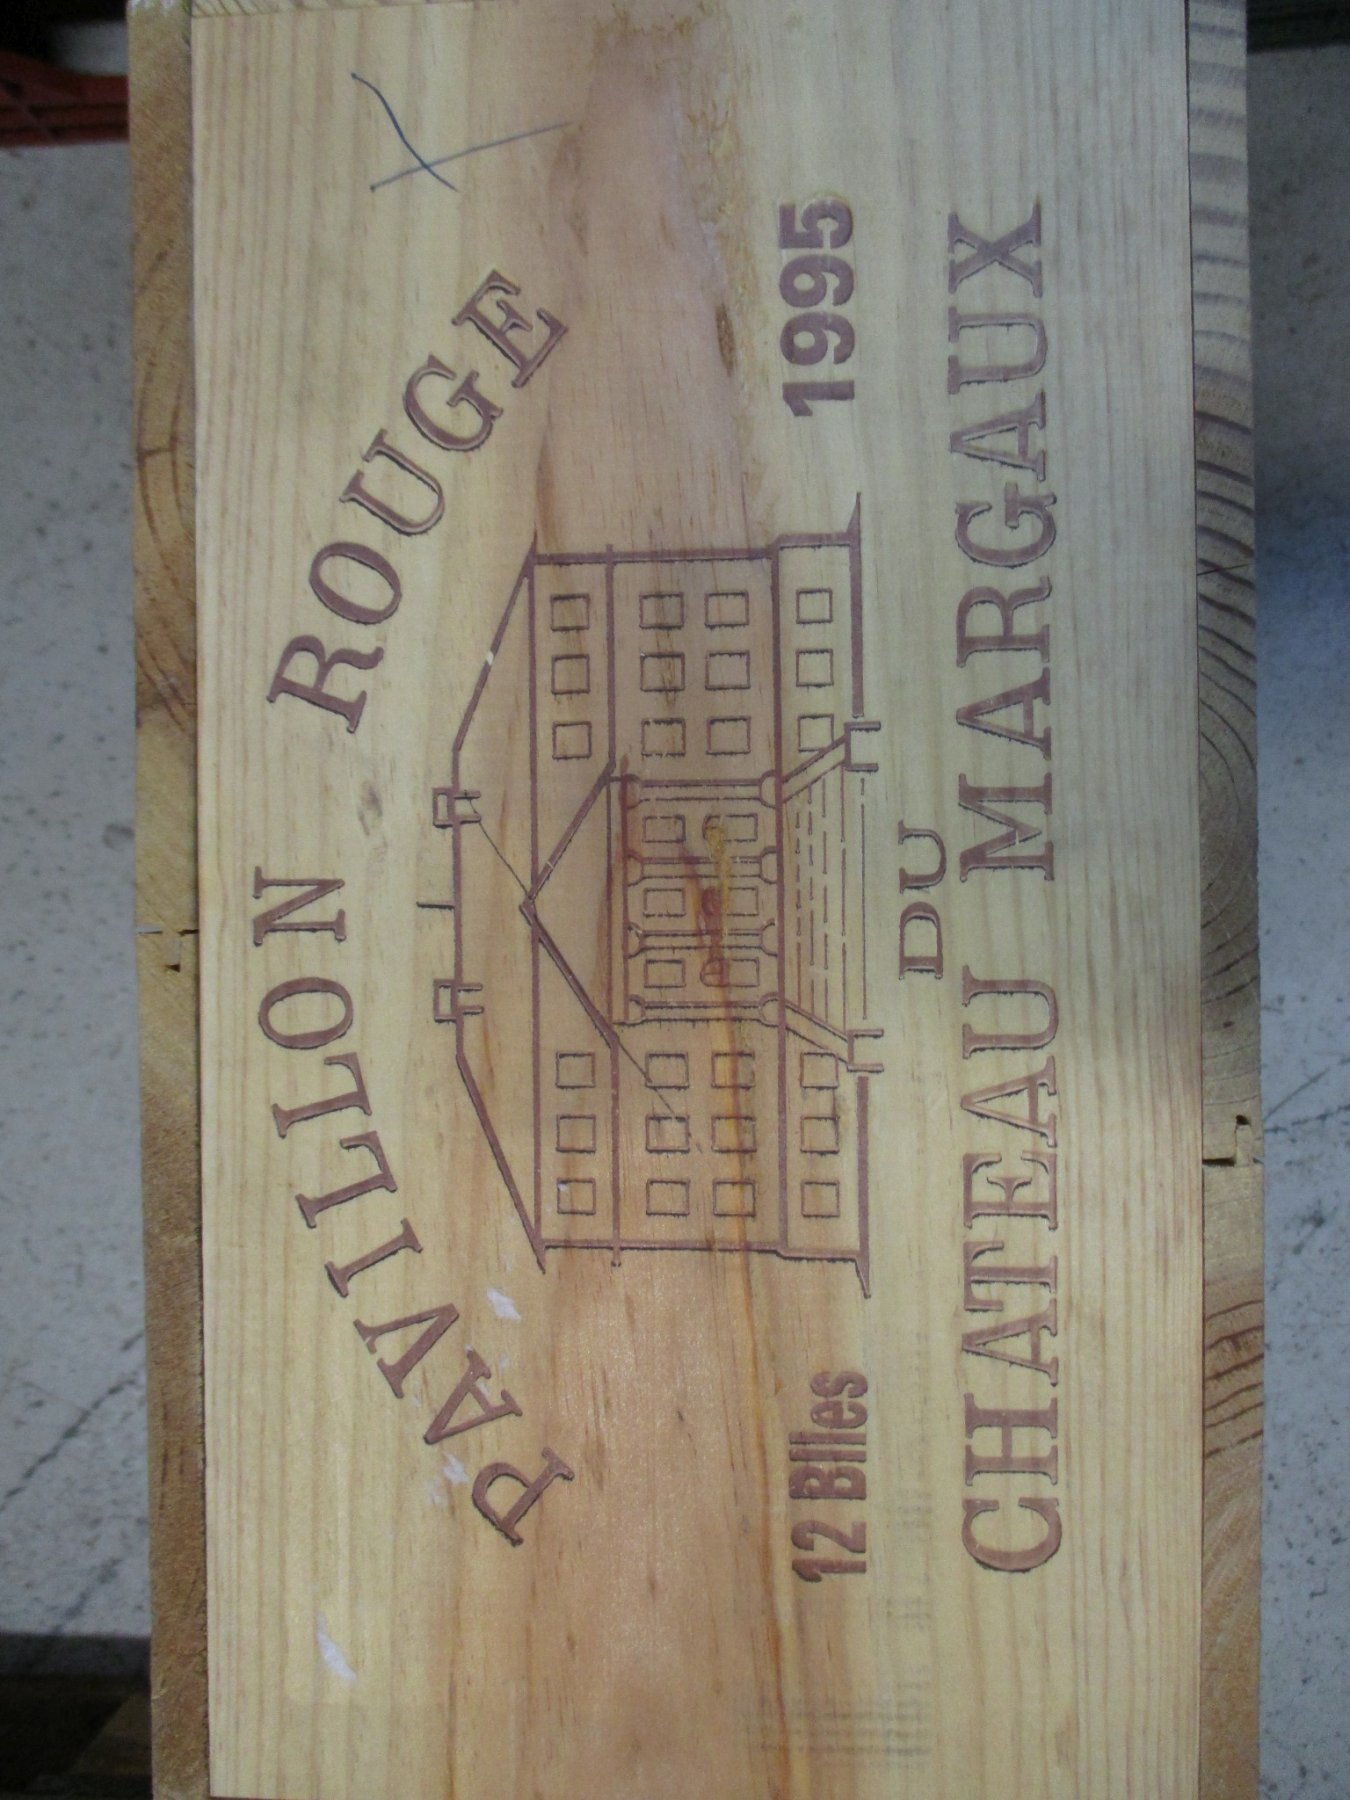 PAVILLON ROUGE
12 Blles 1995
DU
CHATEAU MARGAUX